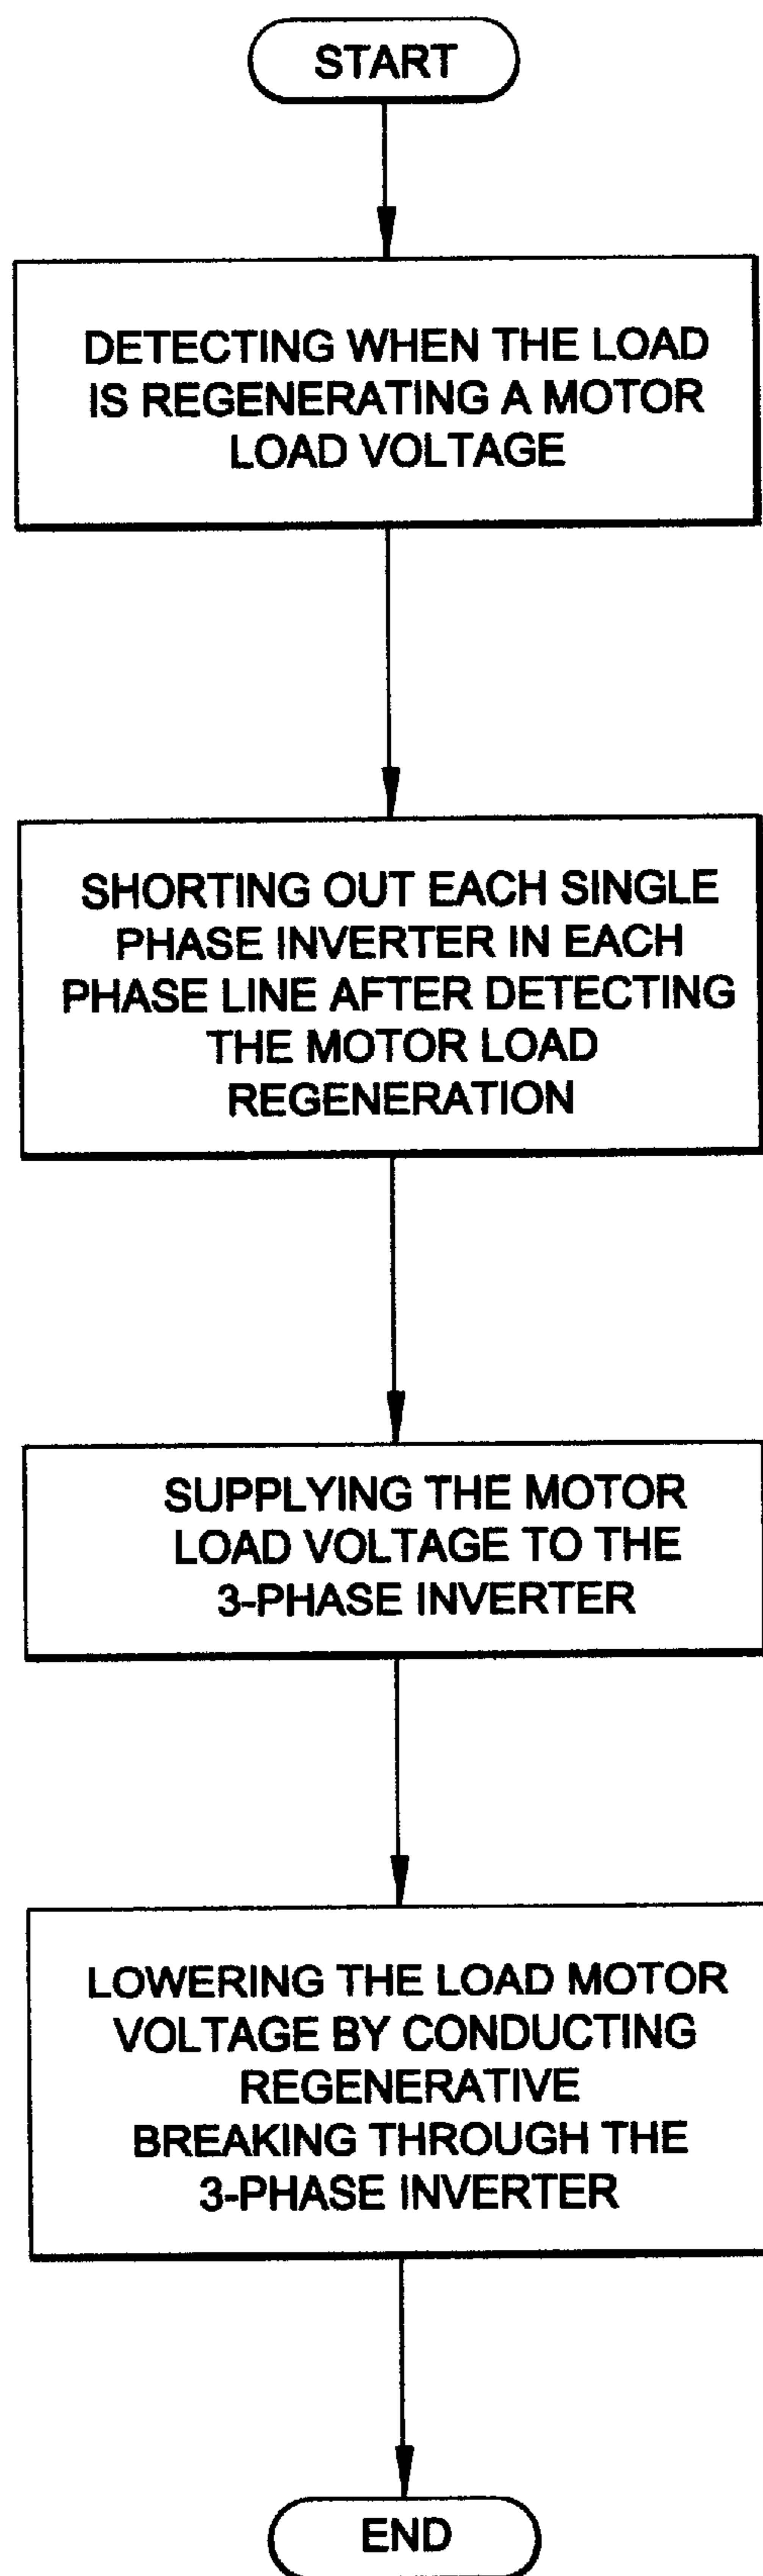 START
DETECTING WHEN THE LOAD
IS REGENERATING A MOTOR
LOAD VOLTAGE
SHORTING OUT EACH SINGLE
PHASE INVERTER IN EACH
PHASE LINE AFTER DETECTING
THE MOTOR LOAD
REGENERATION
SUPPLYING THE MOTOR
LOAD VOLTAGE TO THE
3-PHASE INVERTER
LOWERING THE LOAD MOTOR
VOLTAGE BY CONDUCTING
REGENERATIVE
BREAKING THROUGH THE
3-PHASE INVERTER
END